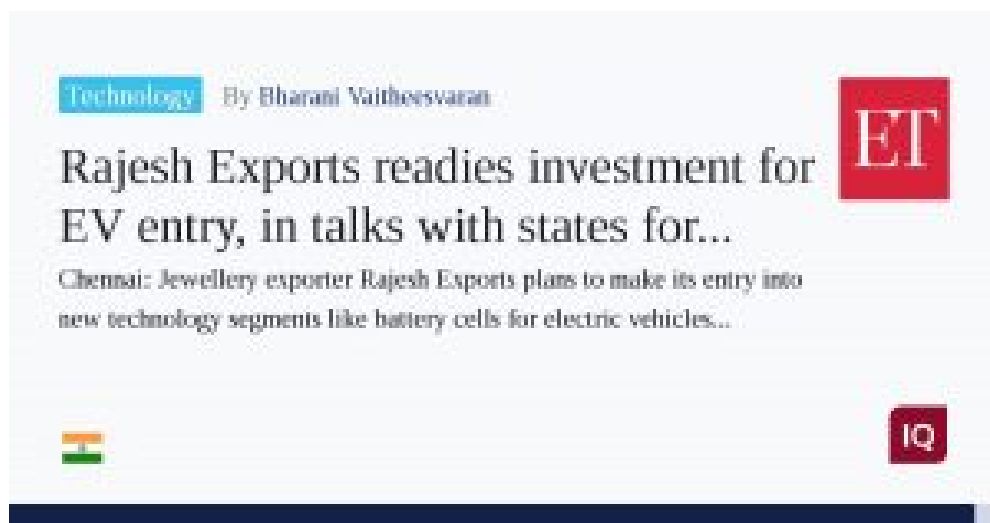 Technology By Bharani Vaitheesvaran
ET
Rajesh Exports readies investment for
EV entry, in talks with states for...
Chennai: Jewellery exporter Rajesh Exports plans to make its entry into
new technology segments like battery cells for electric vehicles...
IQ